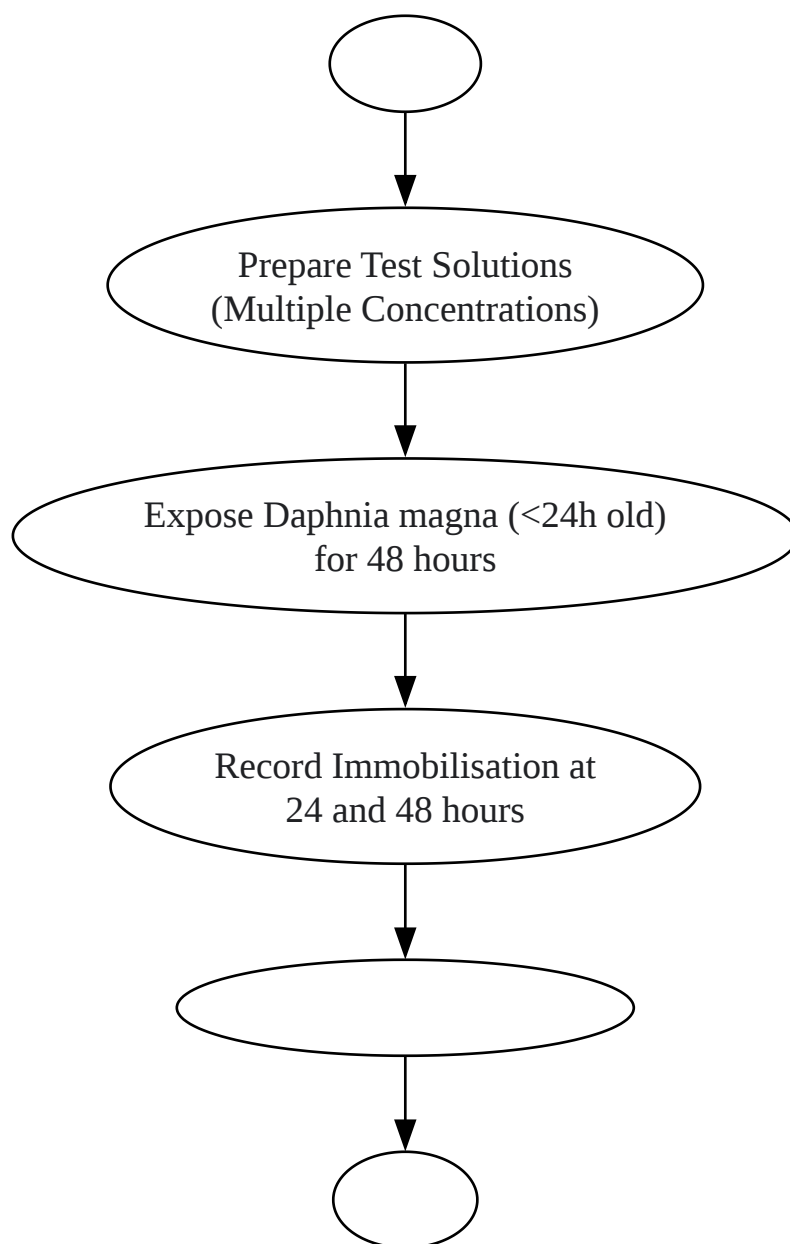 Prepare Test Solutions
(Multiple Concentrations)
Expose Daphnia magna (<24h old)
for 48 hours
Record Immobilisation at
24 and 48 hours